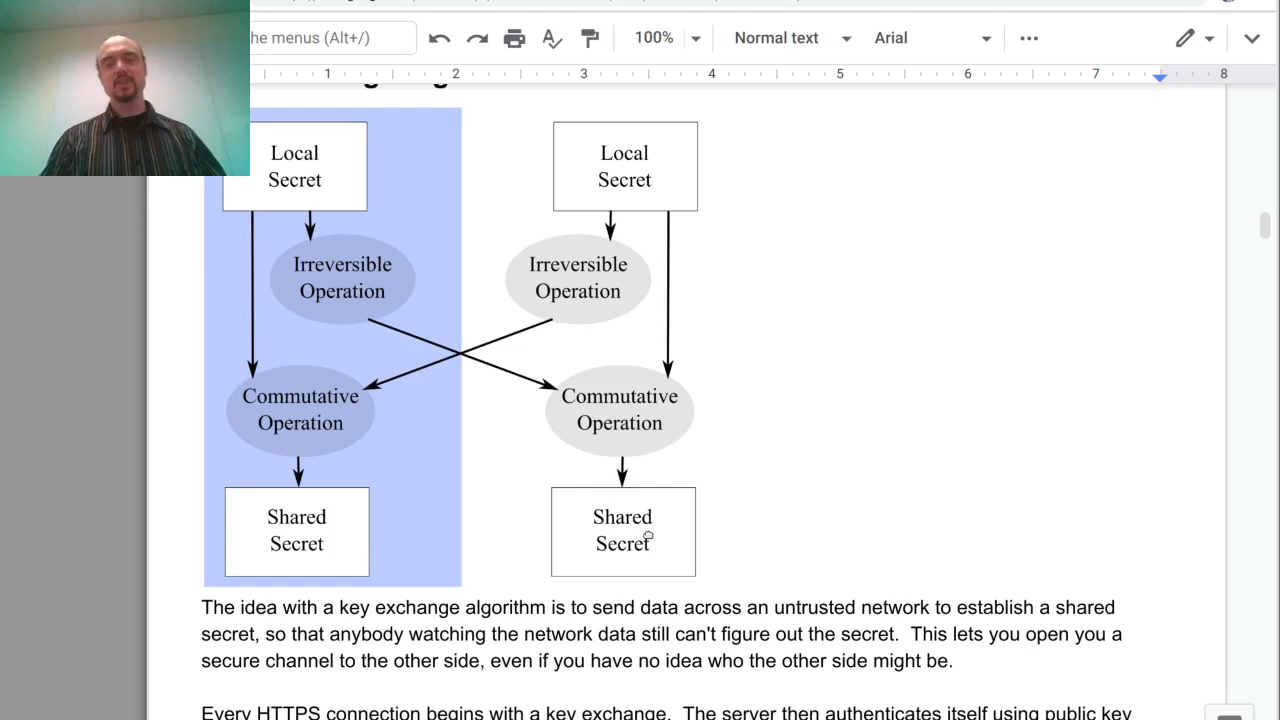 he menus (Alt+/)
100%
Normal text
Arial
1 2 3 4 5 6 7 8
Local
Secret
Local
Secret
Irreversible
Operation
Irreversible
Operation
Commutative
Operation
Commutative
Operation
Shared
Secret
Shared
Secret
The idea with a key exchange algorithm is to send data across an untrusted network to establish a shared
secret, so that anybody watching the network data still can't figure out the secret.  This lets you open you a
secure channel to the other side, even if you have no idea who the other side might be.
Every HTTPS connection begins with a key exchange.  The server then authenticates itself using public key